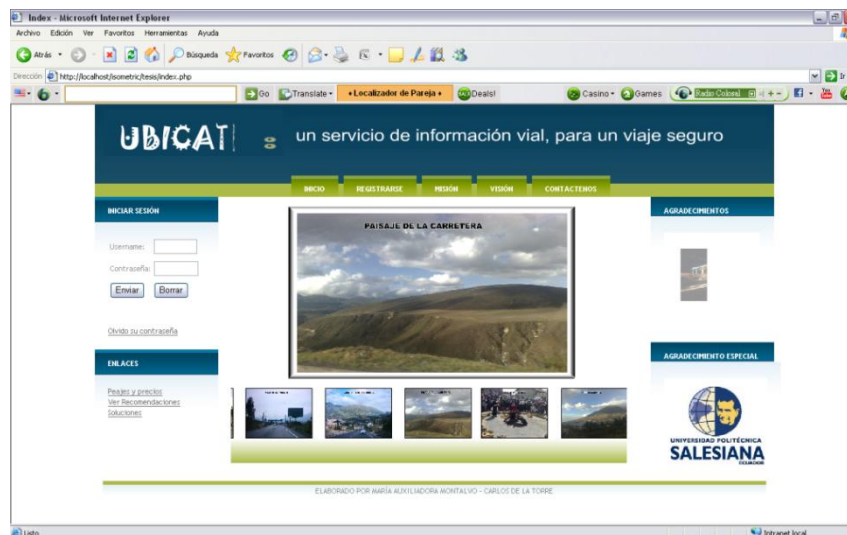 Index - Microsoft Internet Explorer
Archivo Edición Ver Favoritos Herramientas Ayuda
Atrás Búsqueda Favoritos
Dirección http://localhost/isometric/tesis/index.php Ir
Go Translate +Localizador de Pareja+ Deals! Casino Games Radio Colosal
UBICAT
un servicio de información vial, para un viaje seguro
INICIO REGISTRARSE MISIÓN VISIÓN CONTACTENOS
INICIAR SESIÓN
Username:
Contraseña:
Enviar Borrar
Olvido su contraseña
ENLACES
Peajes y precios
Ver Recomendaciones
Soluciones
PAISAJE DE LA CARRETERA
AGRADECIMIENTOS
AGRADECIMIENTO ESPECIAL
UNIVERSIDAD POLITÉCNICA
SALESIANA
ECUADOR
ELABORADO POR MARÍA AUXILIADORA MONTALVO - CARLOS DE LA TORRE
Listo Intranet local